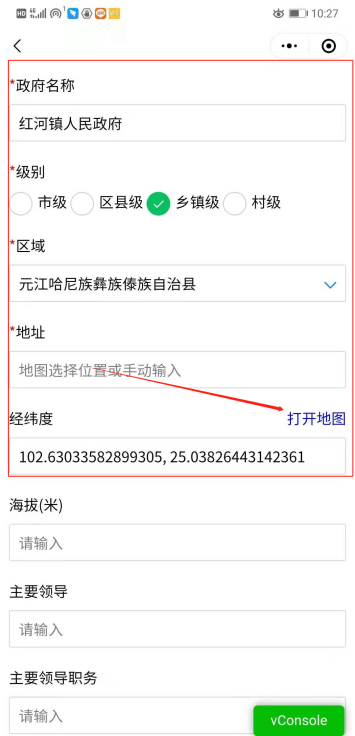 10:27
*政府名称
红河镇人民政府
*级别
市级 区县级 乡镇级 村级
*区域
元江哈尼族彝族傣族自治县
*地址
地图选择位置或手动输入
经纬度 打开地图
102.63033582899305, 25.03826443142361
海拔(米)
请输入
主要领导
请输入
主要领导职务
请输入
vConsole